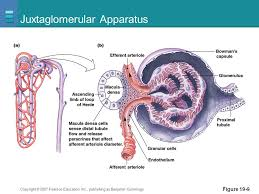 Juxtaglomerular Apparatus
(a)
(b)
Efferent arteriole
Bowman's
capsule
Glomerulus
Macula
densa
Ascending
limb of loop
of Henle
Proximal
tubule
Macula densa cells
sense distal tubule
flow and release
paracrines that affect
afferent arteriole diameter.
Granular cells
Endothelium
Afferent arteriole
Copyright © 2007 Pearson Education, Inc., publishing as Benjamin Cummings
Figure 19-9